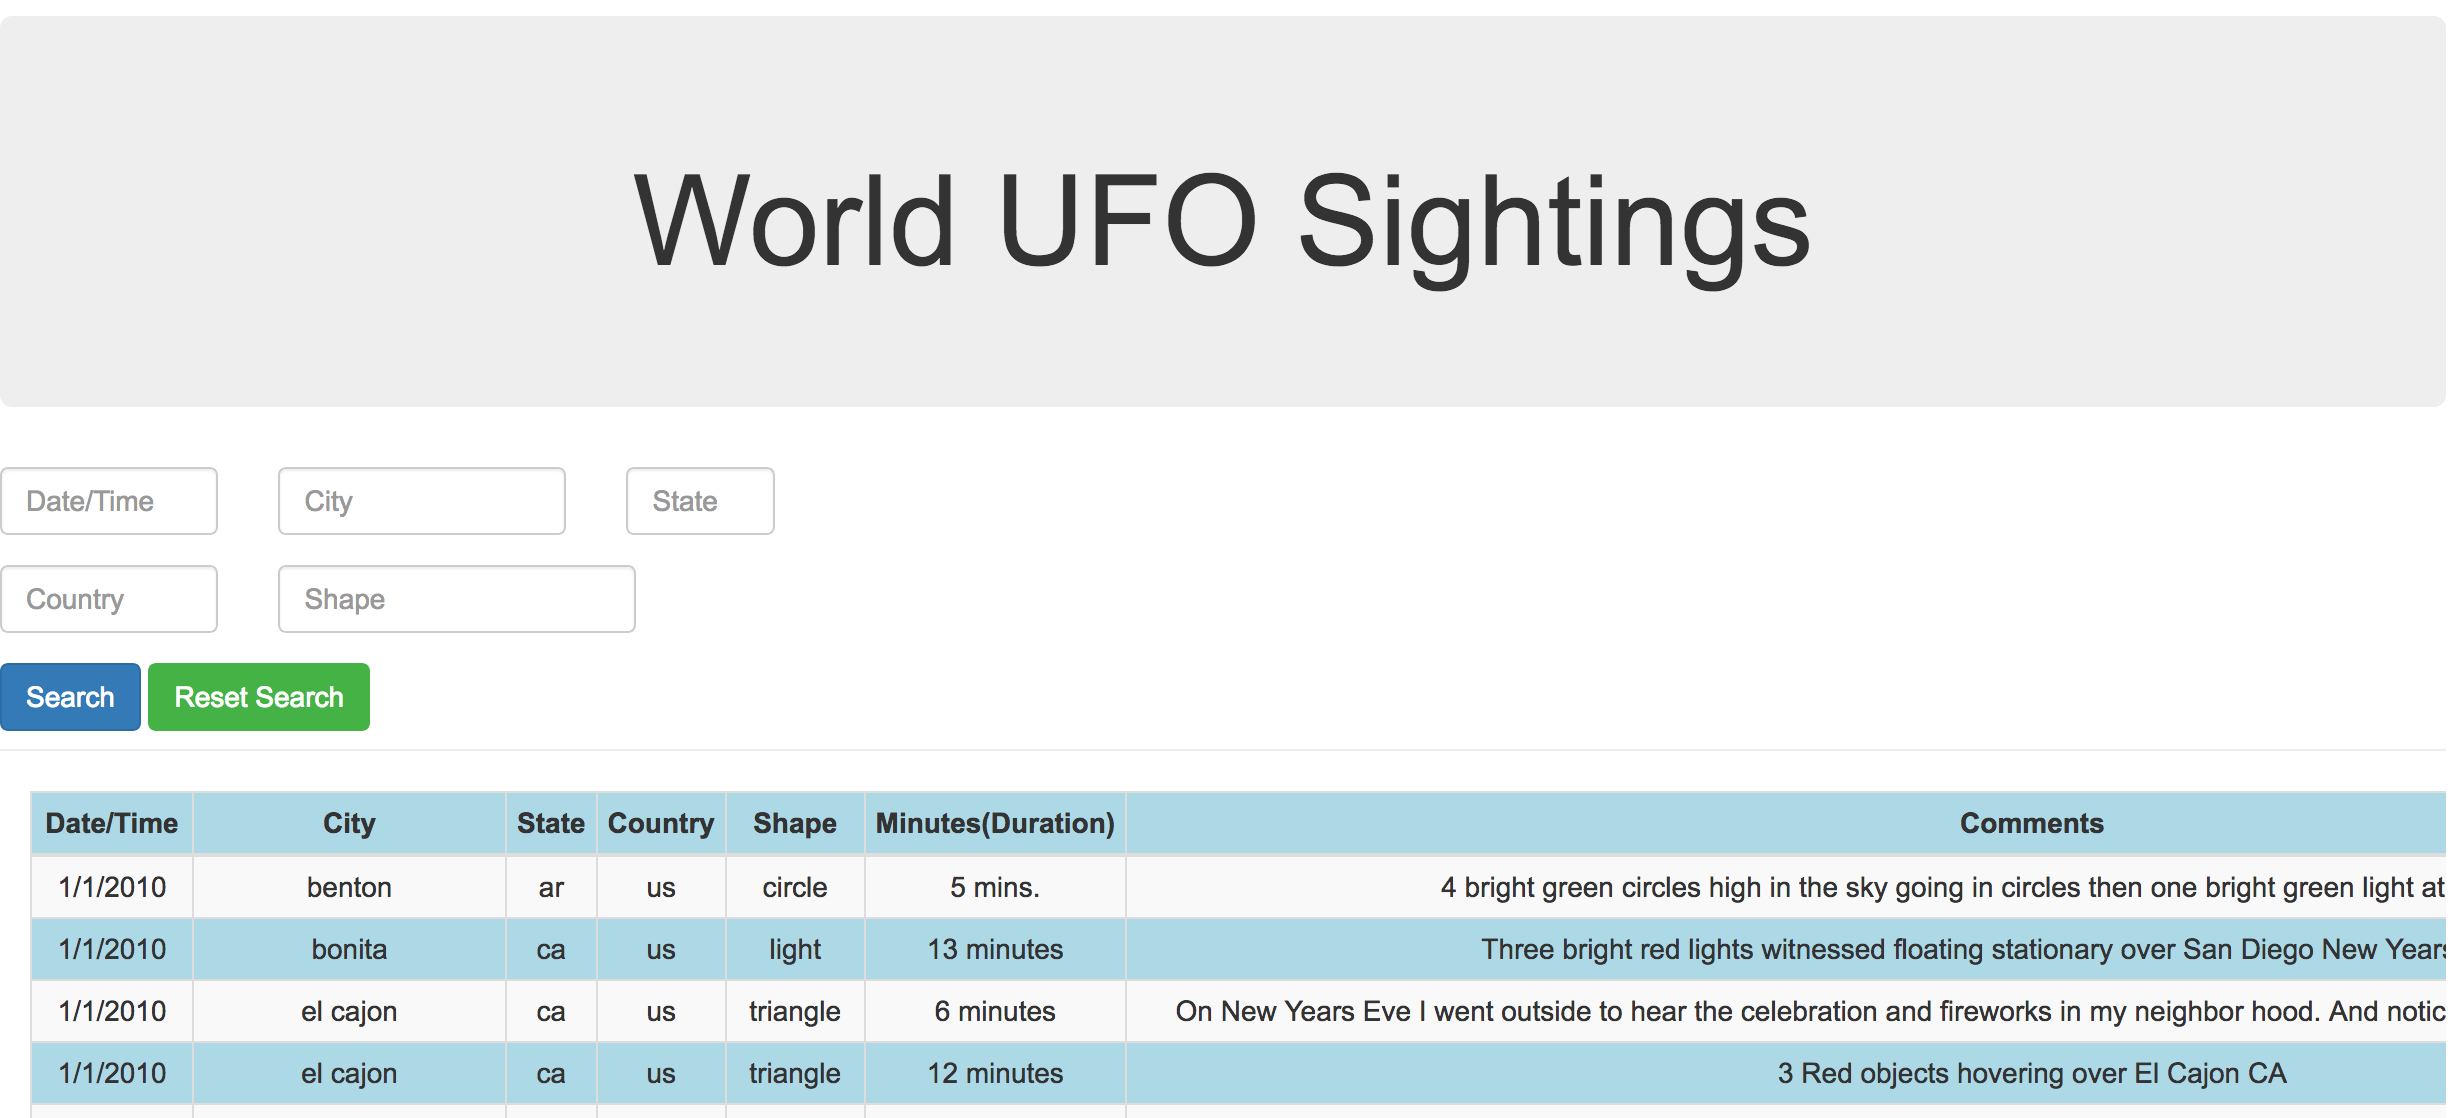 World UFO Sightings
Date/Time City State
Country Shape
Search Reset Search
Date/Time City State Country Shape Minutes(Duration) Comments
1/1/2010 benton ar us circle 5 mins. 4 bright green circles high in the sky going in circles then one bright green light at
1/1/2010 bonita ca us light 13 minutes Three bright red lights witnessed floating stationary over San Diego New Years
1/1/2010 el cajon ca us triangle 6 minutes On New Years Eve I went outside to hear the celebration and fireworks in my neighbor hood. And notic
1/1/2010 el cajon ca us triangle 12 minutes 3 Red objects hovering over El Cajon CA